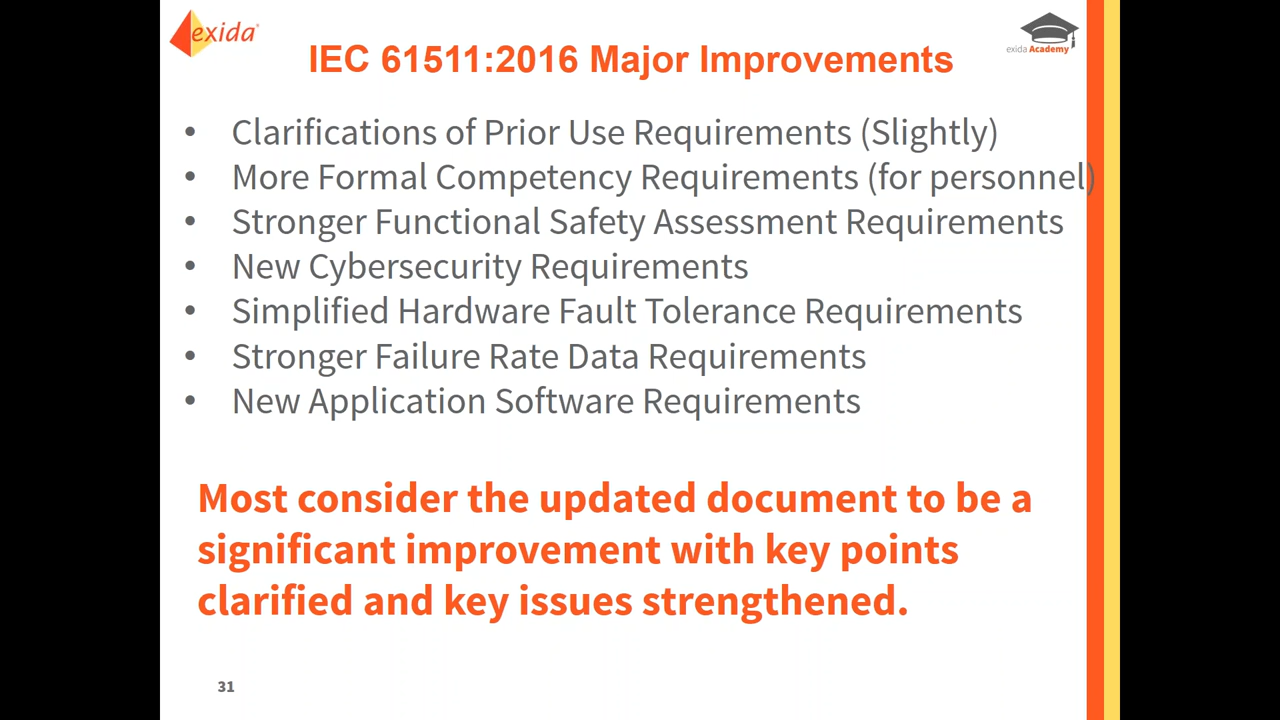 exida
exida Academy
IEC 61511:2016 Major Improvements
• Clarifications of Prior Use Requirements (Slightly)
• More Formal Competency Requirements (for personnel)
• Stronger Functional Safety Assessment Requirements
• New Cybersecurity Requirements
• Simplified Hardware Fault Tolerance Requirements
• Stronger Failure Rate Data Requirements
• New Application Software Requirements
Most consider the updated document to be a
significant improvement with key points
clarified and key issues strengthened.
31